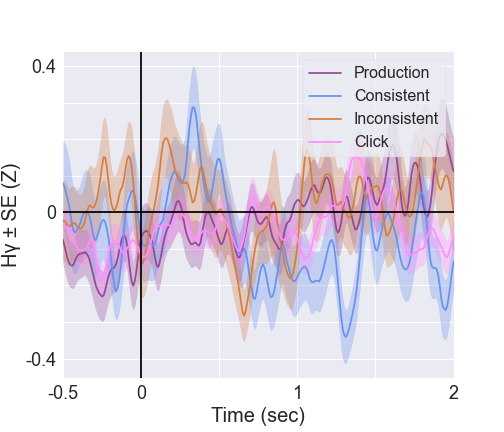 Production
Consistent
Inconsistent
Click
0.4
0
-0.4
Hγ ± SE (Z)
-0.5 0 1 2
Time (sec)